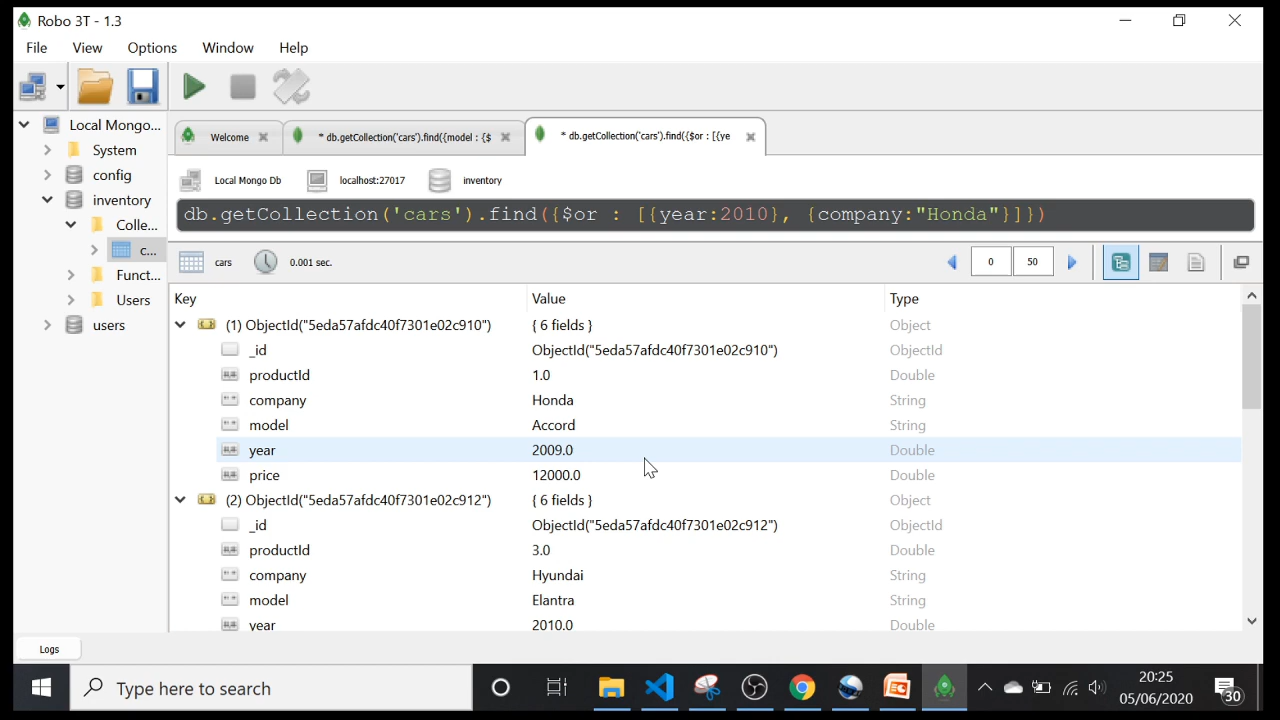 Robo 3T - 1.3
File View Options Window Help
Local Mongo...
System
config
inventory
Colle...
c...
Funct...
Users
users
Welcome
* db.getCollection('cars').find({model : {$
* db.getCollection('cars').find({$or : [{ye
Local Mongo Db localhost:27017 inventory
db.getCollection('cars').find({$or : [{year:2010}, {company:"Honda"}]})
cars 0.001 sec. 0 50
Key Value Type
(1) ObjectId("5eda57afdc40f7301e02c910") { 6 fields } Object
_id ObjectId("5eda57afdc40f7301e02c910") ObjectId
productId 1.0 Double
company Honda String
model Accord String
year 2009.0 Double
price 12000.0 Double
(2) ObjectId("5eda57afdc40f7301e02c912") { 6 fields } Object
_id ObjectId("5eda57afdc40f7301e02c912") ObjectId
productId 3.0 Double
company Hyundai String
model Elantra String
year 2010.0 Double
Logs
Type here to search
20:25
05/06/2020
30